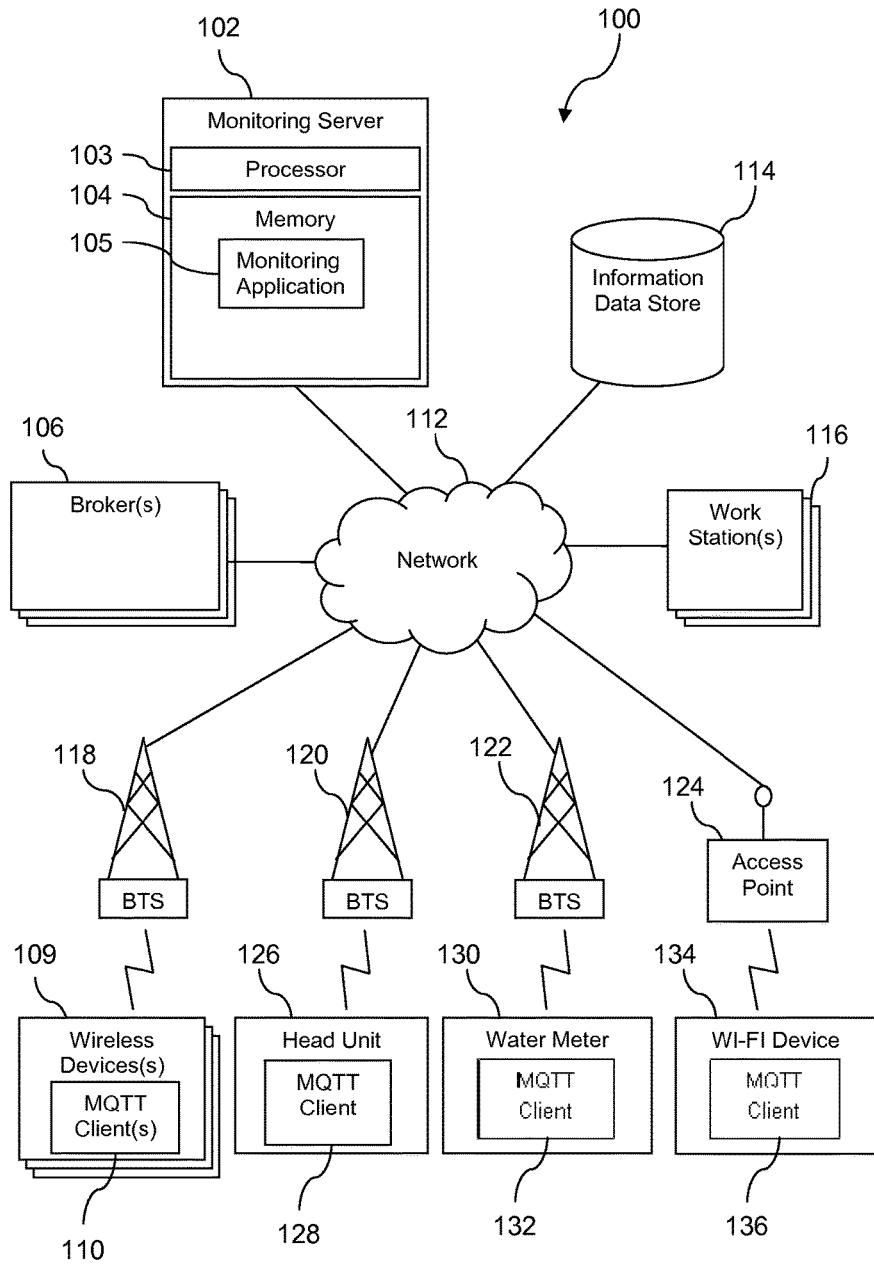 102
100
Monitoring Server
103
Processor
104
Memory
105
Monitoring
Application
114
Information
Data Store
112
106
Broker(s)
116
Work
Station(s)
Network
118
120
122
124
BTS
BTS
BTS
Access
Point
109
126
130
134
Wireless
Devices(s)
MQTT
Client(s)
Head Unit
MQTT
Client
Water Meter
MQTT
Client
WI-FI Device
MQTT
Client
110
128
132
136